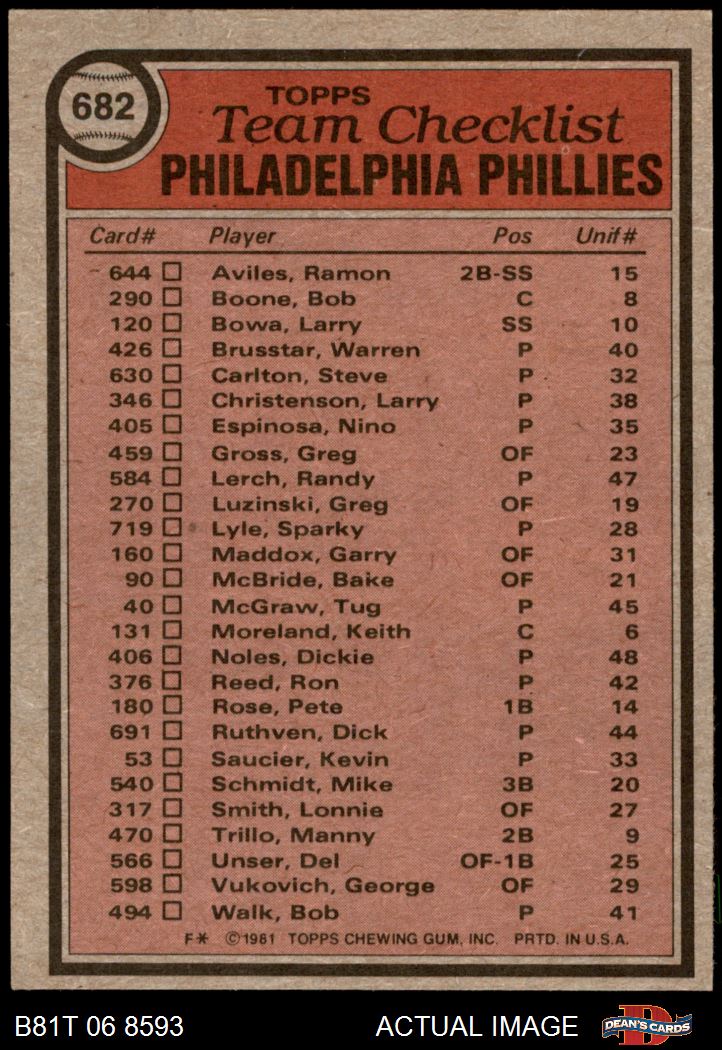 682
TOPPS
Team Checklist
PHILADELPHIA PHILLIES
Card# Player Pos Unif#
644 Aviles, Ramon 2B-SS 15
290 Boone, Bob C 8
120 Bowa, Larry SS 10
426 Brusstar, Warren P 40
630 Carlton, Steve P 32
346 Christenson, Larry P 38
405 Espinosa, Nino P 35
459 Gross, Greg OF 23
584 Lerch, Randy P 47
270 Luzinski, Greg OF 19
719 Lyle, Sparky P 28
160 Maddox, Garry OF 31
90 McBride, Bake OF 21
40 McGraw, Tug P 45
131 Moreland, Keith C 6
406 Noles, Dickie P 48
376 Reed, Ron P 42
180 Rose, Pete 1B 14
691 Ruthven, Dick P 44
53 Saucier, Kevin P 33
540 Schmidt, Mike 3B 20
317 Smith, Lonnie OF 27
470 Trillo, Manny 2B 9
566 Unser, Del OF-1B 25
598 Vukovich, George OF 29
494 Walk, Bob P 41
F* ©1981 TOPPS CHEWING GUM, INC. PRTD. IN U.S.A.
B81T 06 8593 ACTUAL IMAGE DEAN'S CARDS